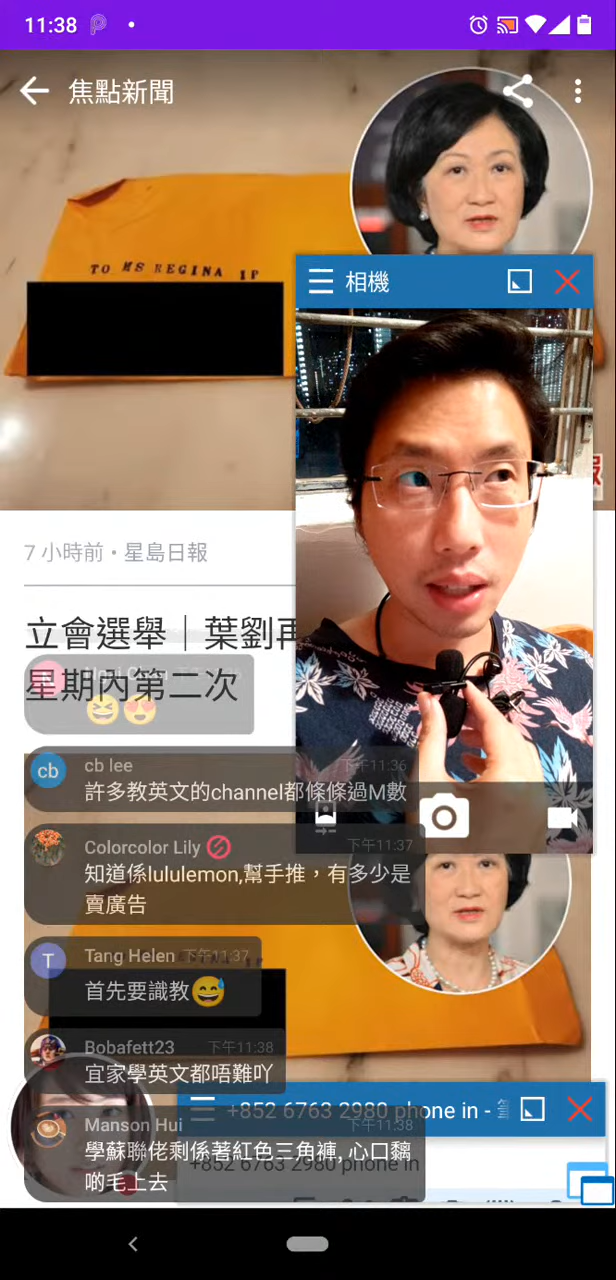 11:38
焦點新聞
TO MS REGINA IP
相機
7 小時前 • 星島日報
立會選舉｜葉劉再
星期內第二次
😆😍
cb
cb lee 下午11:36
許多教英文的channel都條條過M數
Colorcolor Lily 下午11:37
知道係lululemon,幫手推，有多少是
賣廣告
T
Tang Helen 下午11:37
首先要識教😅
Bobafett23 下午11:38
宜家學英文都唔難吖
+852 6763 2980 phone in -
Manson Hui 下午11:38
學蘇聯佬剩係著紅色三角褲, 心口黐
啲毛上去
+852 6763 2980 phone in